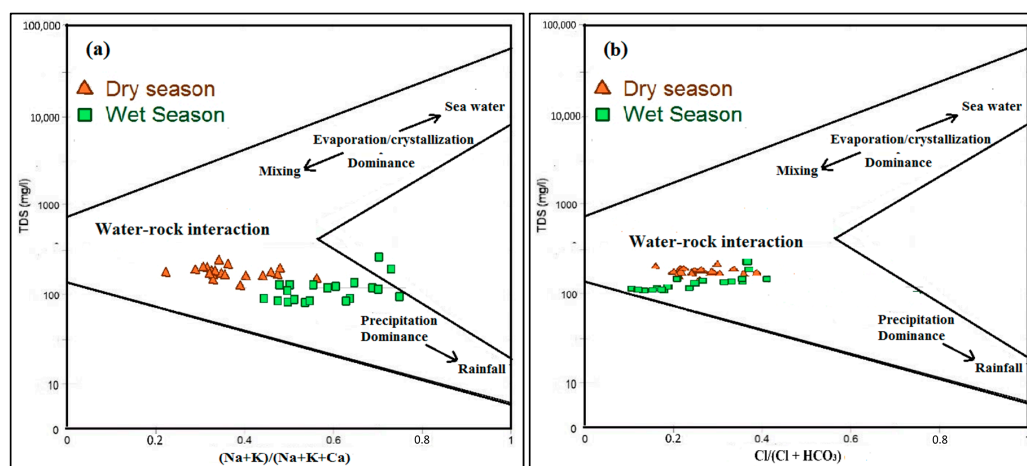 (a)
Dry season
Wet Season
Sea water
Evaporation/crystallization
Dominance
Mixing
Water-rock interaction
Precipitation
Dominance
Rainfall
TDS (mg/l)
100,000
10,000
1000
100
10
0
0
0.2
0.4
0.6
0.8
1
(Na+K)/(Na+K+Ca)
(b)
Dry season
Wet Season
Sea water
Evaporation/crystallization
Dominance
Mixing
Water-rock interaction
Precipitation
Dominance
Rainfall
TDS (mg/l)
100,000
10,000
1000
100
10
0
0
0.2
0.4
0.6
0.8
1
Cl/(Cl + HCO₃)